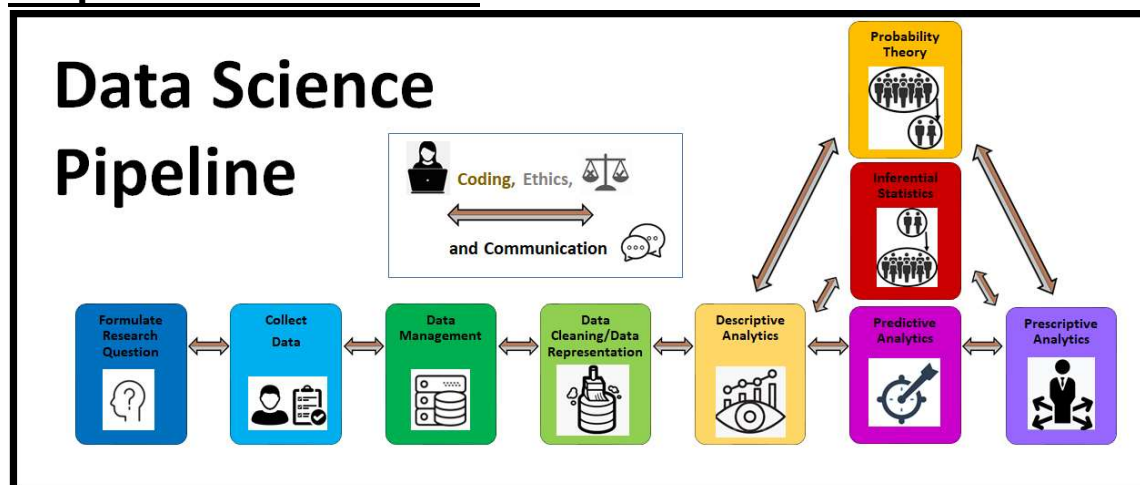 Data Science
Pipeline
Coding, Ethics,
and Communication
Probability
Theory
Inferential
Statistics
Formulate
Research
Question
Collect
Data
Data
Management
Data
Cleaning/Data
Representation
Descriptive
Analytics
Predictive
Analytics
Prescriptive
Analytics